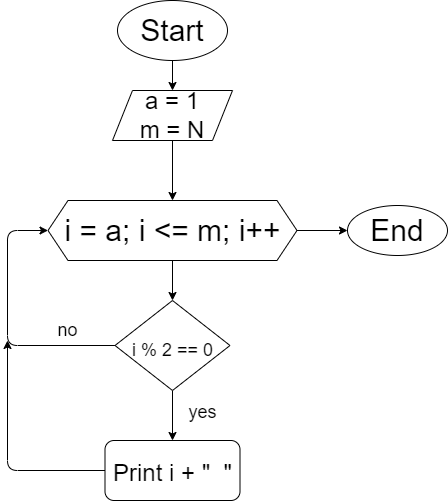 Start
a = 1
m = N
i = a; i <= m; i++
End
i % 2 == 0
no
yes
Print i + "  "